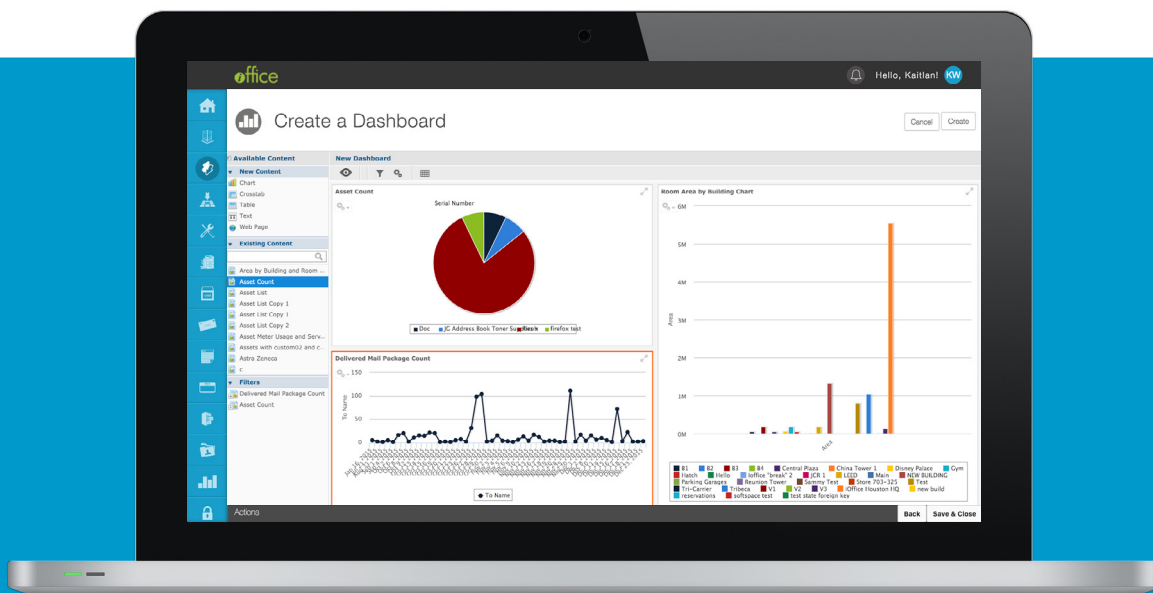 office
Hello, Kaitlan!
KW
Create a Dashboard
Cancel
Create
Available Content
New Content
Chart
Crosslab
Table
Text
Web Page
Existing Content
Area by Building and Room ...
Asset Count
Asset List
Asset List Copy 1
Asset List Copy 1
Asset List Copy 2
Asset Meter Usage and Serv...
Assets with custom02 and c...
Astra Zeneca
c
Filters
Delivered Mail Package Count
Asset Count
New Dashboard
Asset Count
Serial Number
Doc
JG Address Book Toner Supplies
Firefox test
Delivered Mail Package Count
150
100
50
0
To Name
To Name
Room Area by Building Chart
6M
5M
4M
3M
2M
1M
0M
Area
Area
B1 B2 B3 B4 Central Plaza China Tower 1 Disney Palace Gym
Hatch Hello Ioffice "break" 2 JCR 1 LEED Main NEW BUILDING
Parking Garages Reunion Tower Sammy Test Store 703-325 Test
Tri-Carrier Tribeca V1 V2 V3 iOffice Houston HQ new build
reservations softspace test test state foreign key
Actions
Back
Save & Close